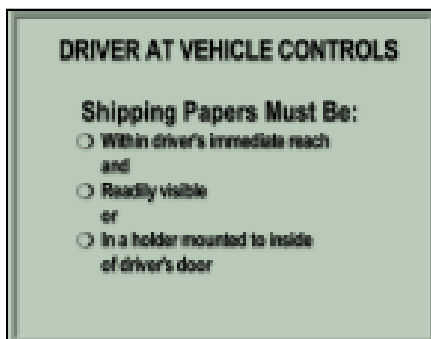 DRIVER AT VEHICLE CONTROLS
Shipping Papers Must Be:
Within driver's immediate reach
and
Readily visible
or
In a holder mounted to inside
of driver's door